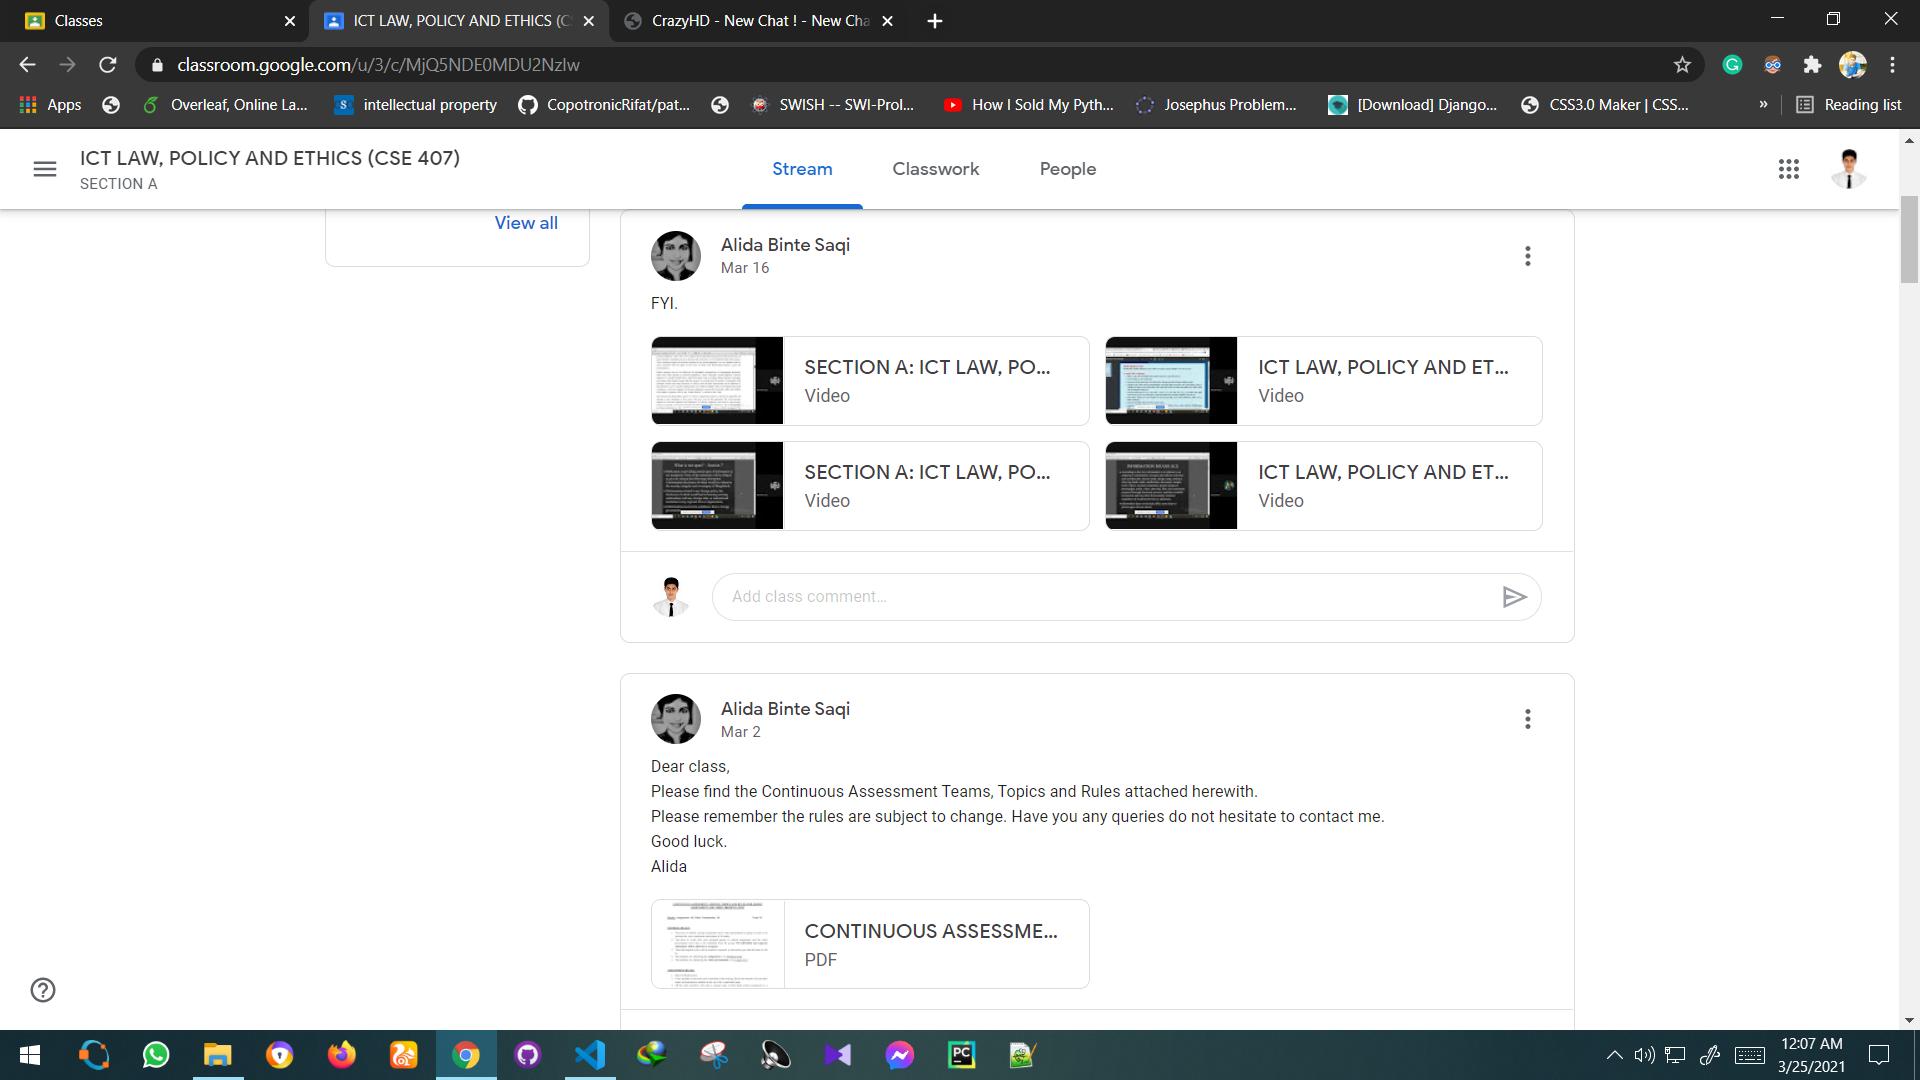 Classes
ICT LAW, POLICY AND ETHICS (C
CrazyHD - New Chat ! - New Cha
classroom.google.com/u/3/c/MjQ5NDE0MDU2NzIw
Apps
Overleaf, Online La...
intellectual property
CopotronicRifat/pat...
SWISH -- SWI-Prol...
How I Sold My Pyth...
Josephus Problem...
[Download] Django...
CSS3.0 Maker | CSS...
»
Reading list
ICT LAW, POLICY AND ETHICS (CSE 407)
SECTION A
Stream
Classwork
People
View all
Alida Binte Saqi
Mar 16
FYI.
SECTION A: ICT LAW, PO...
Video
ICT LAW, POLICY AND ET...
Video
SECTION A: ICT LAW, PO...
Video
ICT LAW, POLICY AND ET...
Video
Add class comment...
Alida Binte Saqi
Mar 2
Dear class,
Please find the Continuous Assessment Teams, Topics and Rules attached herewith.
Please remember the rules are subject to change. Have you any queries do not hesitate to contact me.
Good luck.
Alida
CONTINUOUS ASSESSME...
PDF
12:07 AM
3/25/2021